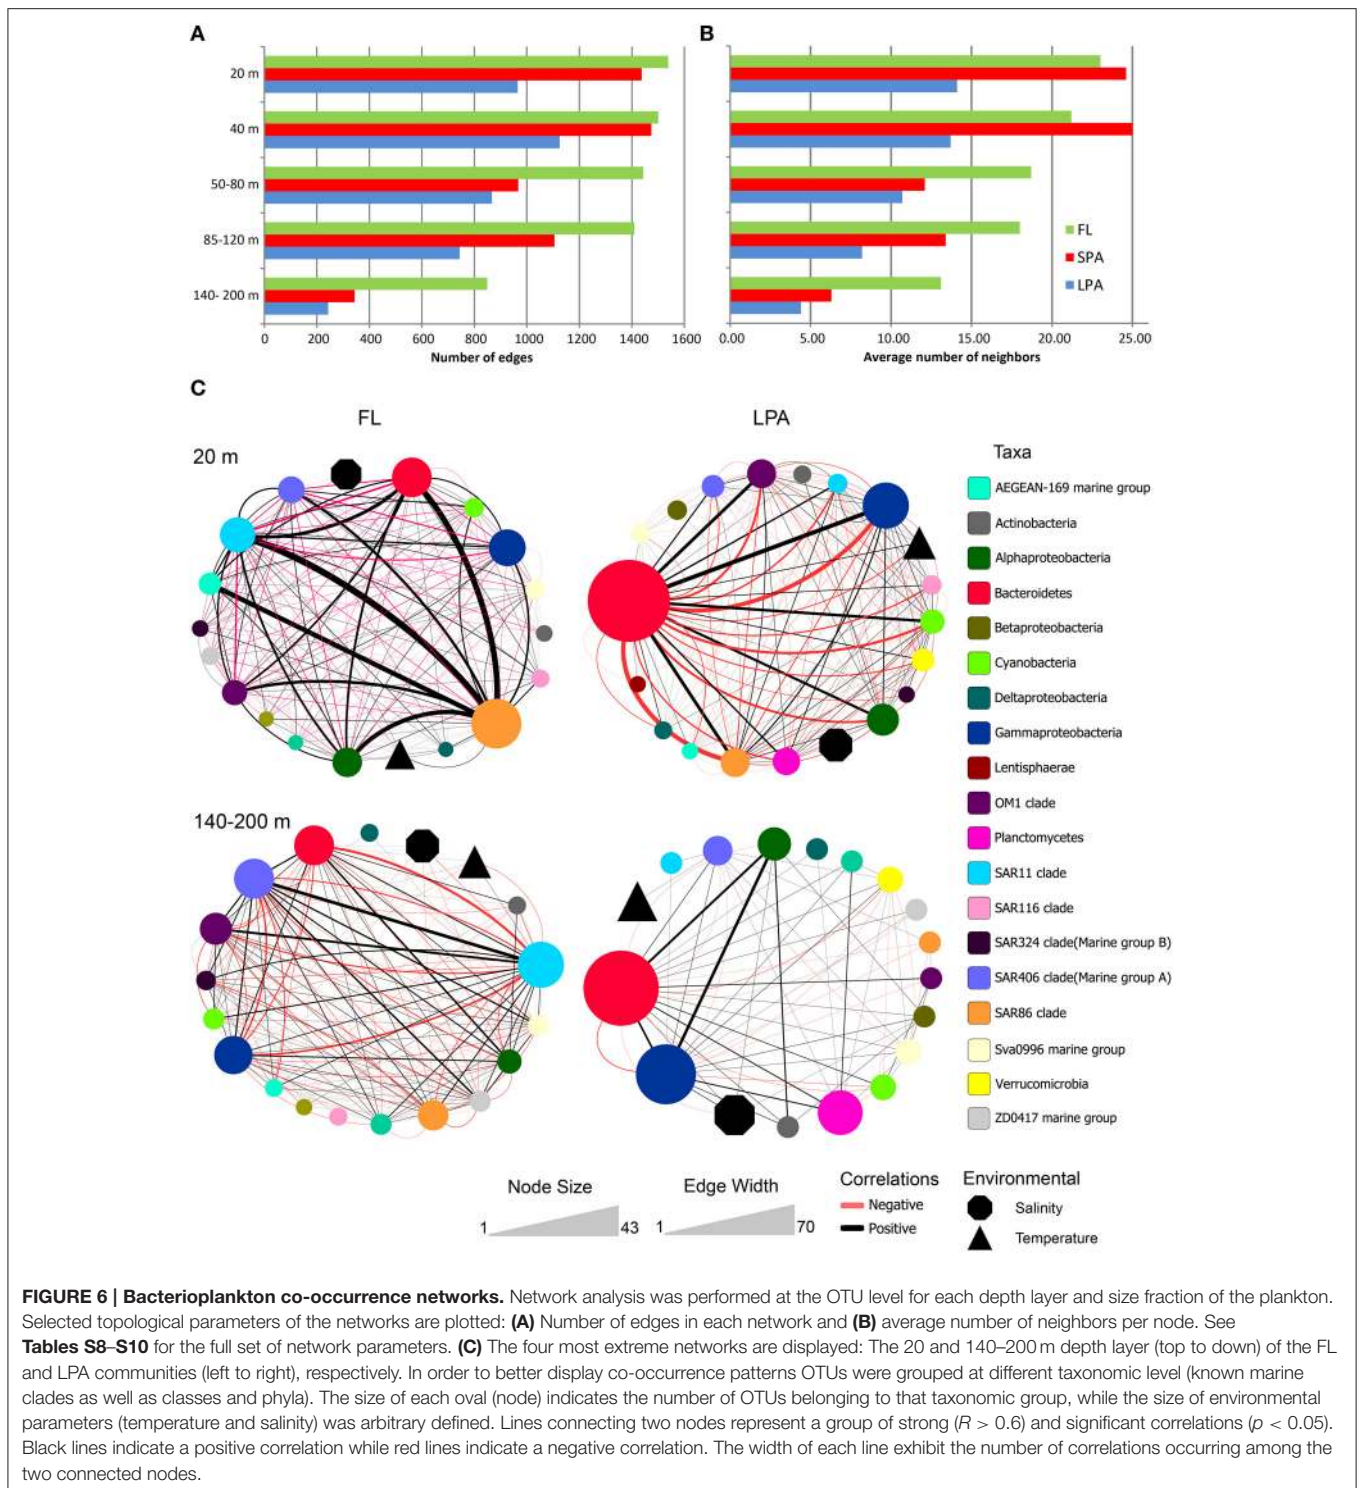 A
B
20 m
40 m
50-80 m
85-120 m
140- 200 m
0 200 400 600 800 1000 1200 1400 1600
Number of edges
0.00 5.00 10.00 15.00 20.00 25.00
Average number of neighbors
FL
SPA
LPA
C
FL
LPA
20 m
140-200 m
Taxa
AEGEAN-169 marine group
Actinobacteria
Alphaproteobacteria
Bacteroidetes
Betaproteobacteria
Cyanobacteria
Deltaproteobacteria
Gammaproteobacteria
Lentisphaerae
OM1 clade
Planctomycetes
SAR11 clade
SAR116 clade
SAR324 clade(Marine group B)
SAR406 clade(Marine group A)
SAR86 clade
Sva0996 marine group
Verrucomicrobia
ZD0417 marine group
Node Size
1 43
Edge Width
1 70
Correlations
Negative
Positive
Environmental
Salinity
Temperature
FIGURE 6 | Bacterioplankton co-occurrence networks. Network analysis was performed at the OTU level for each depth layer and size fraction of the plankton.
Selected topological parameters of the networks are plotted: (A) Number of edges in each network and (B) average number of neighbors per node. See
Tables S8–S10 for the full set of network parameters. (C) The four most extreme networks are displayed: The 20 and 140–200 m depth layer (top to down) of the FL
and LPA communities (left to right), respectively. In order to better display co-occurrence patterns OTUs were grouped at different taxonomic level (known marine
clades as well as classes and phyla). The size of each oval (node) indicates the number of OTUs belonging to that taxonomic group, while the size of environmental
parameters (temperature and salinity) was arbitrary defined. Lines connecting two nodes represent a group of strong (R > 0.6) and significant correlations (p < 0.05).
Black lines indicate a positive correlation while red lines indicate a negative correlation. The width of each line exhibit the number of correlations occurring among the
two connected nodes.